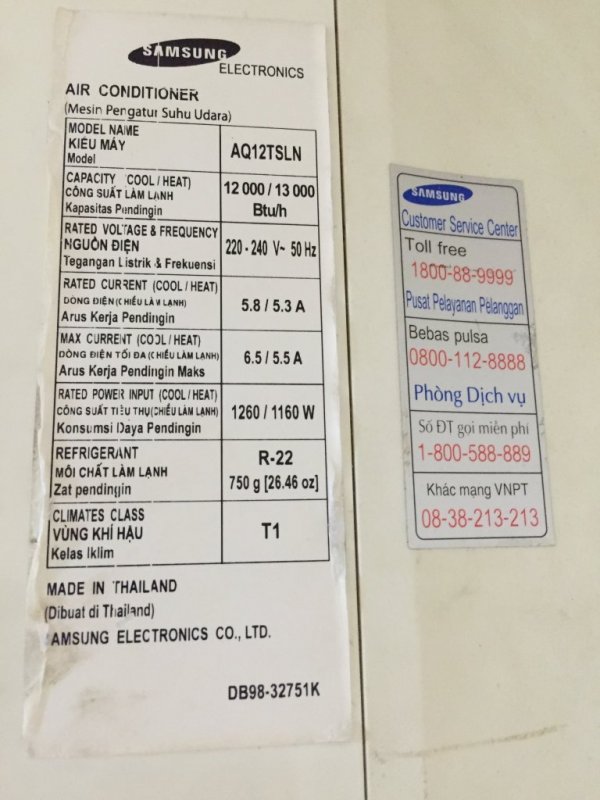 SAMSUNG
ELECTRONICS
AIR CONDITIONER
(Mesin Pengatur Suhu Udara)
MODEL NAME
KIỂU MÁY
Model
AQ12TSLN
CAPACITY (COOL / HEAT)
CÔNG SUẤT LÀM LẠNH
Kapasitas Pendingin
12 000 / 13 000
Btu/h
RATED VOLTAGE & FREQUENCY
NGUỒN ĐIỆN
Tegangan Listrik & Frekuensi
220 - 240 V~ 50 Hz
RATED CURRENT (COOL / HEAT)
DÒNG ĐIỆN (CHIỀU LÀM LẠNH)
Arus Kerja Pendingin
5.8 / 5.3 A
MAX CURRENT (COOL / HEAT)
DÒNG ĐIỆN TỐI ĐA (CHIỀU LÀM LẠNH)
Arus Kerja Pendingin Maks
6.5 / 5.5 A
RATED POWER INPUT (COOL / HEAT)
CÔNG SUẤT TIÊU THỤ (CHIỀU LÀM LẠNH)
Konsumsi Daya Pendingin
1260 / 1160 W
REFRIGERANT
MÔI CHẤT LÀM LẠNH
Zat pendingin
R-22
750 g [26.46 oz]
CLIMATES CLASS
VÙNG KHÍ HẬU
Kelas Iklim
T1
MADE IN THAILAND
(Dibuat di Thailand)
AMSUNG ELECTRONICS CO., LTD.
DB98-32751K
SAMSUNG
Customer Service Center
Toll free
1800-88-9999
Pusat Pelayanan Pelanggan
Bebas pulsa
0800-112-8888
Phòng Dịch vụ
Số ĐT gọi miễn phí
1-800-588-889
Khác mạng VNPT
08-38-213-213